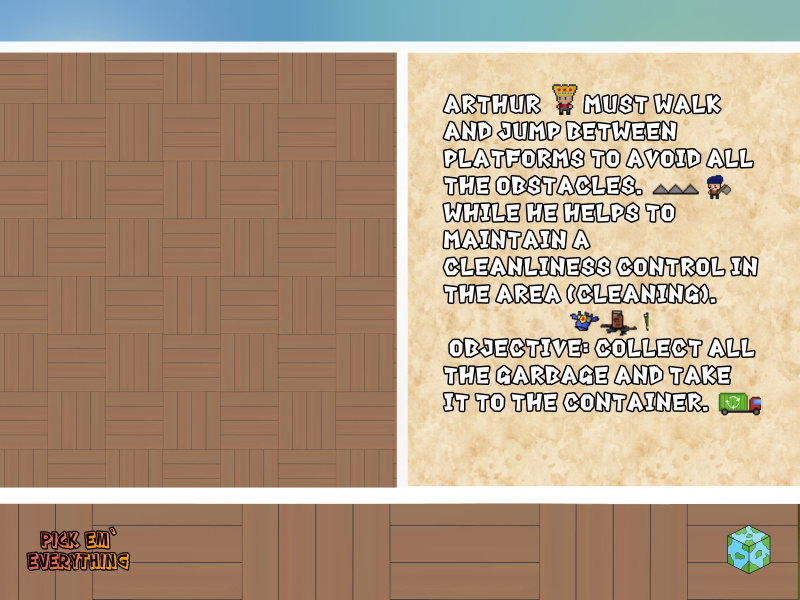 ARTHUR MUST WALK
AND JUMP BETWEEN
PLATFORMS TO AVOID ALL
THE OBSTACLES.
WHILE HE HELPS TO
MAINTAIN A
CLEANLINESS CONTROL IN
THE AREA (CLEANING).
OBJECTIVE: COLLECT ALL
THE GARBAGE AND TAKE
IT TO THE CONTAINER.
PICK EM'
EVERYTHING